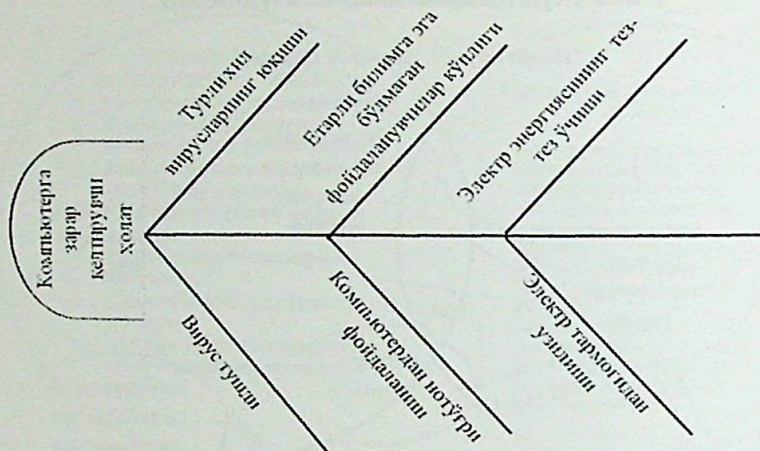 Компьютерга
зарар
келтирувчи
ҳолат
Турли хил
вирусларнинг юқиши
Етарли билимга эга
бўлмаган
фойдаланувчилар кўплиги
Электр энергиясининг тез-
тез ўчиши
Вирус тушди
Компьютердан нотўғри
фойдаланиш
Электр тармоғидан
узилиши